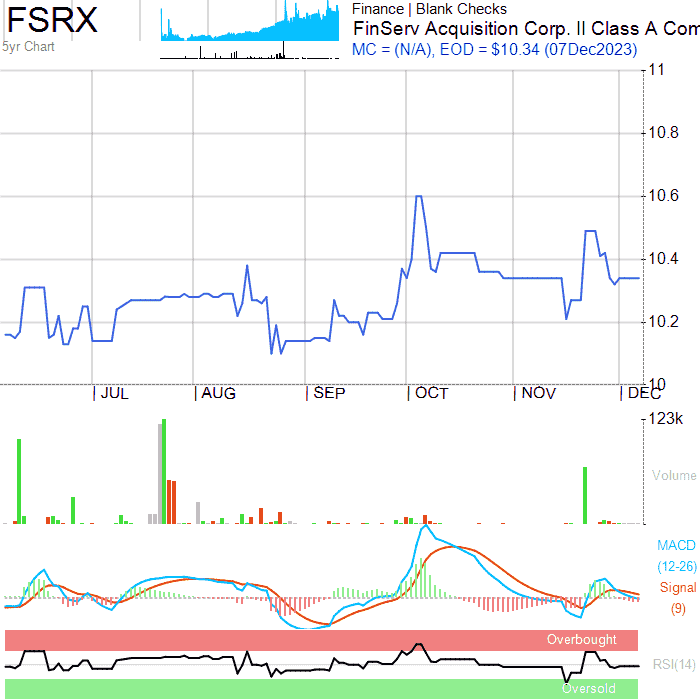 FSRX
5yr Chart
Finance | Blank Checks
FinServ Acquisition Corp. II Class A Com
MC = (N/A), EOD = $10.34 (07Dec2023)
11
10.8
10.6
10.4
10.2
10
JUL
AUG
SEP
OCT
NOV
DEC
123k
Volume
MACD
(12-26)
Signal
(9)
Overbought
RSI(14)
Oversold